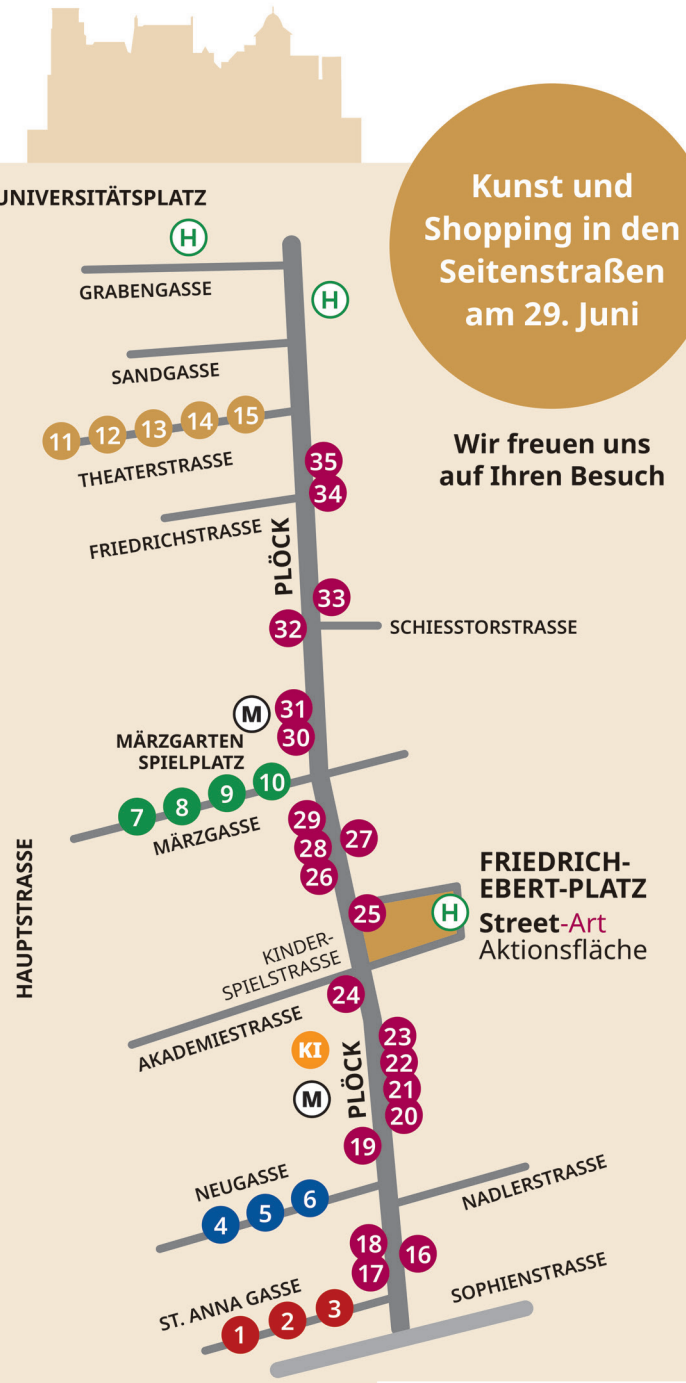 UNIVERSITÄTSPLATZ
Kunst und
Shopping in den
Seitenstraßen
am 29. Juni
H
GRABENGASSE
H
SANDGASSE
11 12 13 14 15
THEATERSTRASSE
Wir freuen uns
auf Ihren Besuch
35
34
FRIEDRICHSTRASSE
PLÖCK
33
32
SCHIESSTORSTRASSE
M
31
30
MÄRZGARTEN
SPIELPLATZ
7 8 9 10
MÄRZGASSE
29
28
27
26
HAUPTSTRASSE
FRIEDRICH-
EBERT-PLATZ
Street-Art
Aktionsfläche
H
25
KINDER-
SPIELSTRASSE
24
AKADEMIESTRASSE
KI
M
PLÖCK
23
22
21
20
19
NEUGASSE
4 5 6
NADLERSTRASSE
18
17
16
ST. ANNA GASSE
1 2 3
SOPHIENSTRASSE